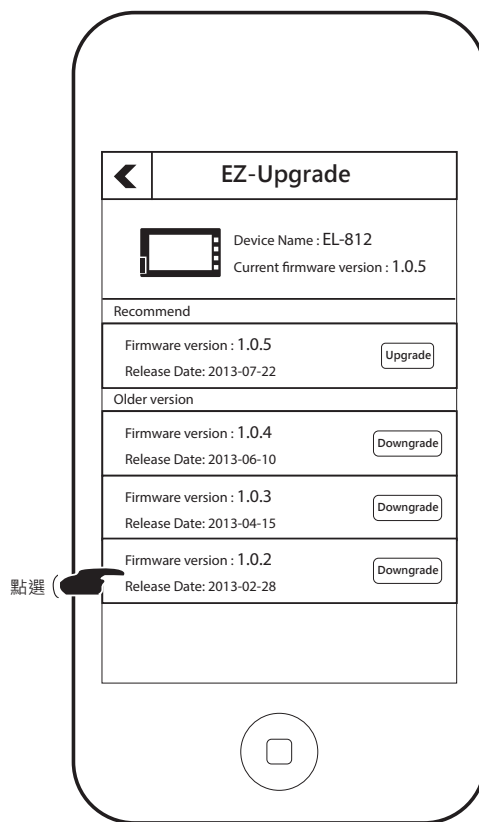 EZ-Upgrade
Device Name : EL-812
Current firmware version : 1.0.5
Recommend
Firmware version : 1.0.5
Release Date: 2013-07-22
Upgrade
Older version
Firmware version : 1.0.4
Release Date: 2013-06-10
Downgrade
Firmware version : 1.0.3
Release Date: 2013-04-15
Downgrade
Firmware version : 1.0.2
Release Date: 2013-02-28
Downgrade
點選